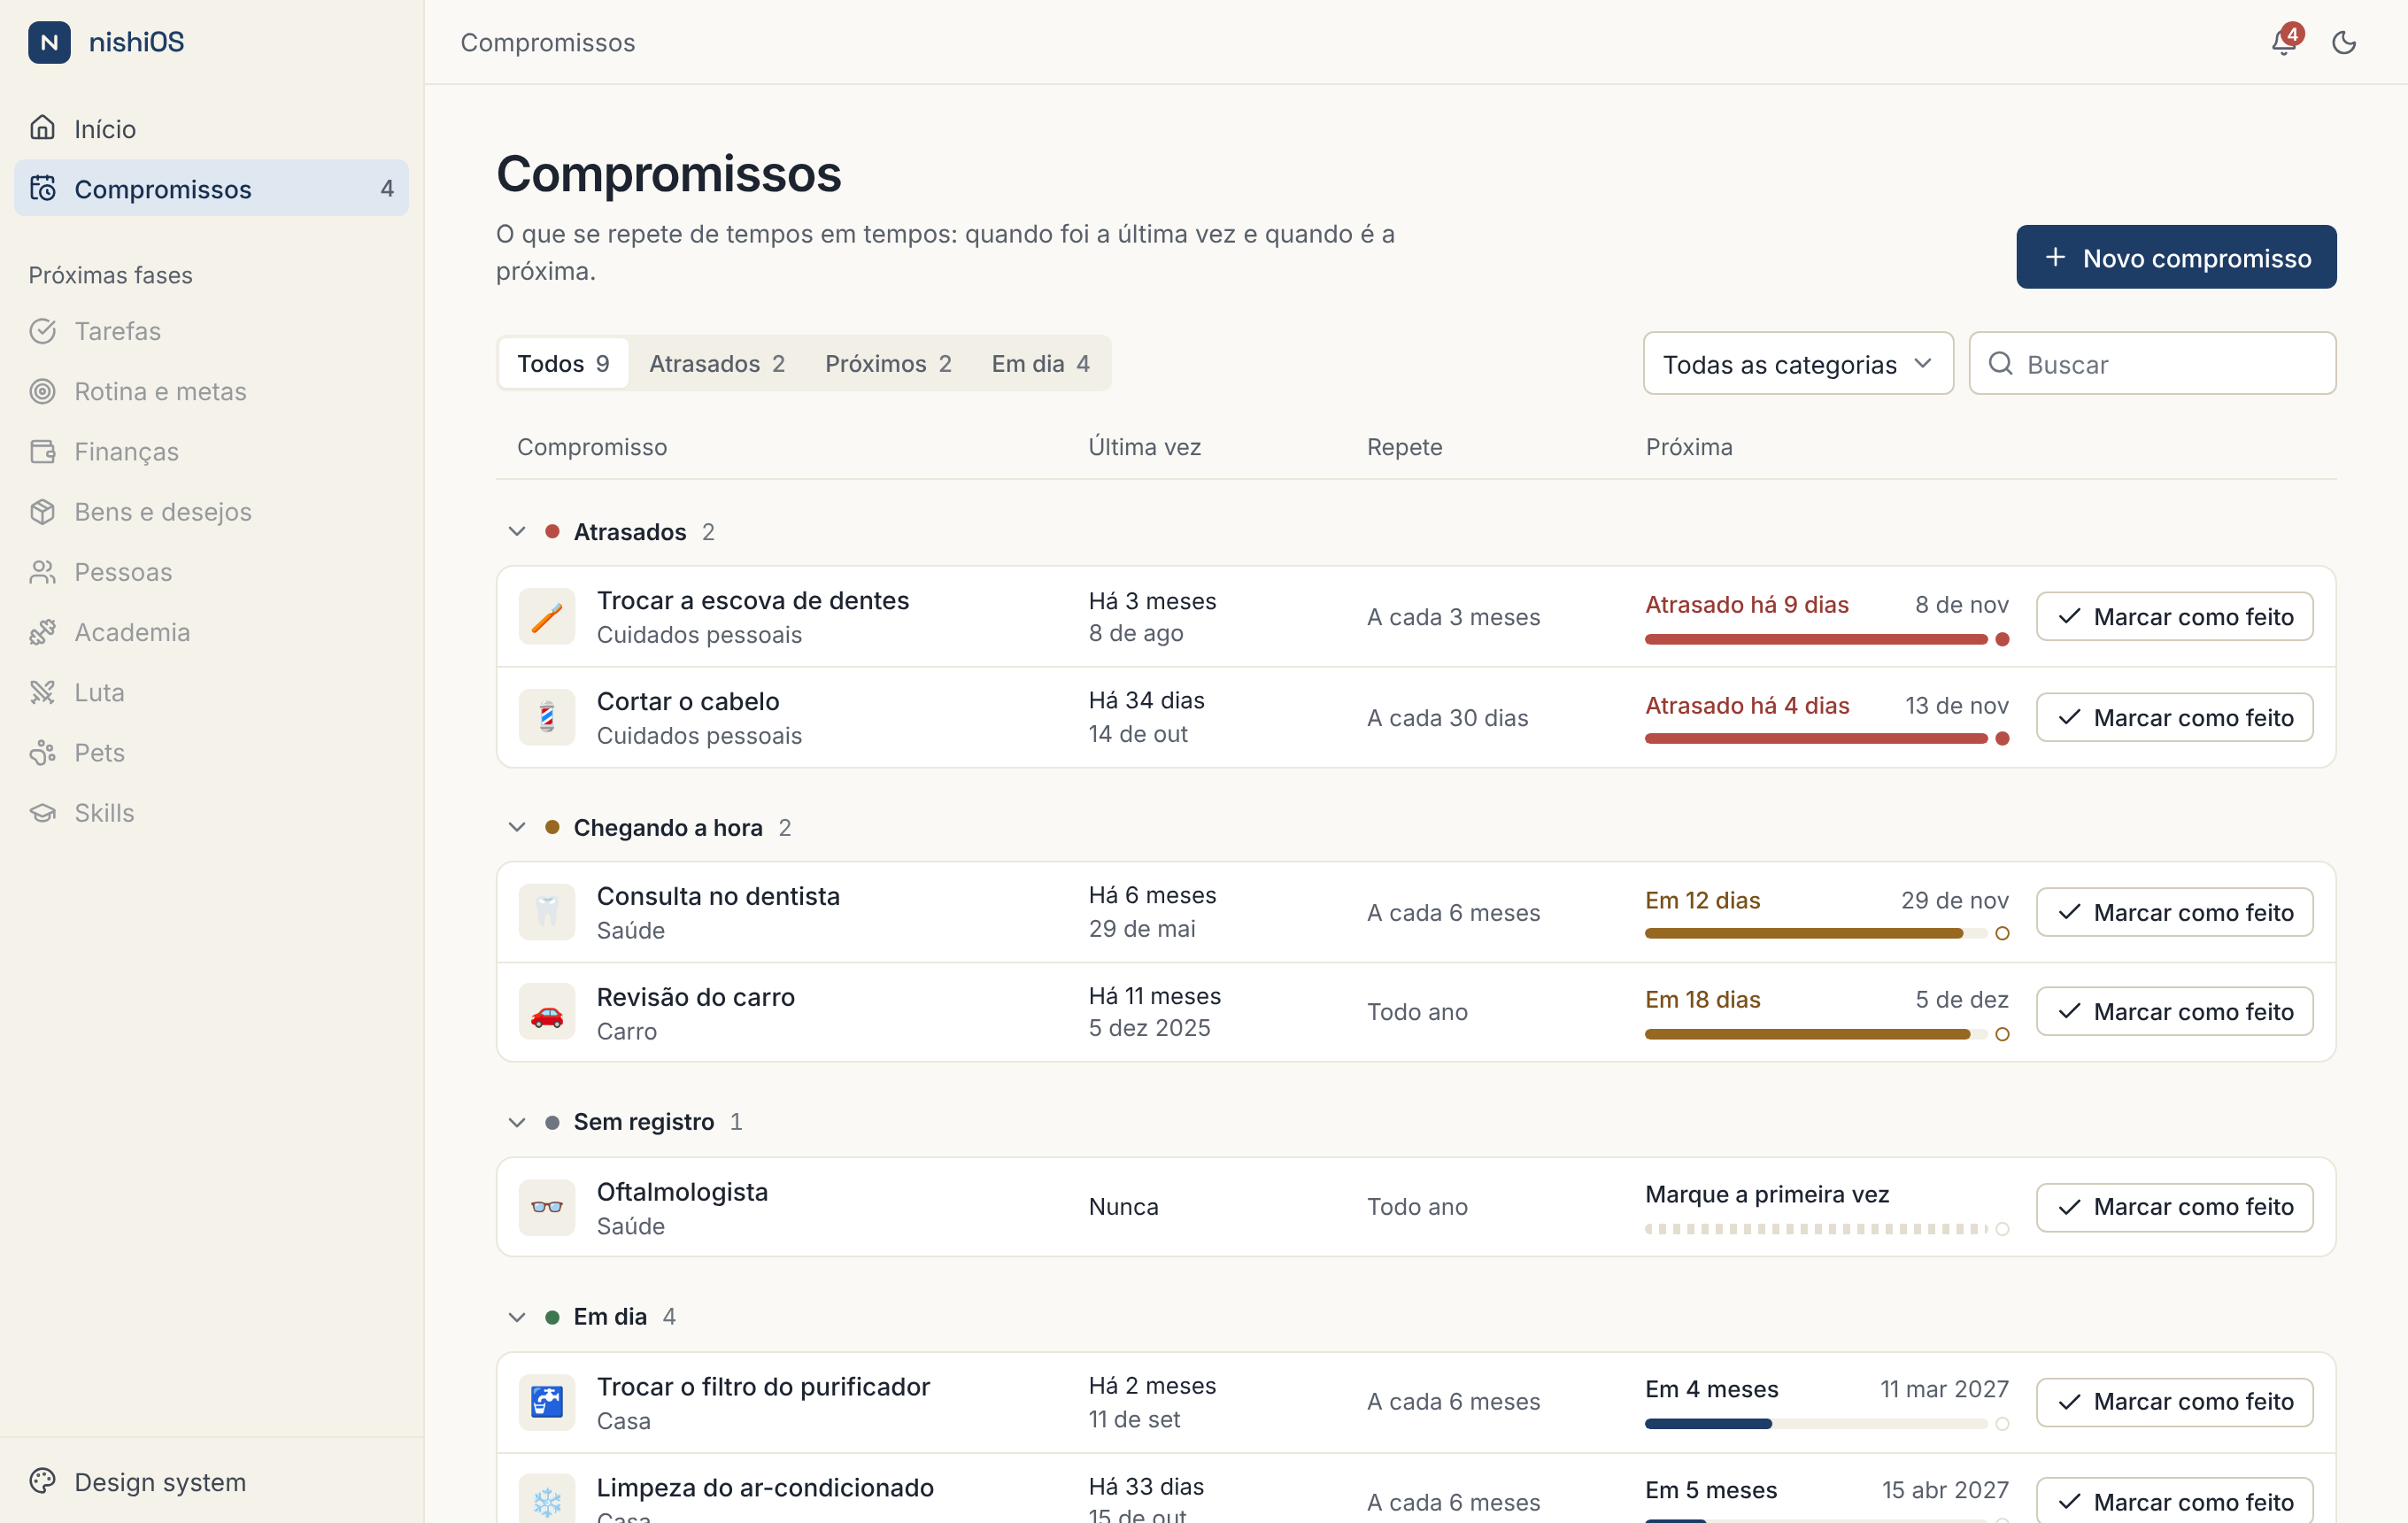 N nishiOS
Compromissos
4
Início
Compromissos 4
Próximas fases
Tarefas
Rotina e metas
Finanças
Bens e desejos
Pessoas
Academia
Luta
Pets
Skills
Design system
Compromissos
O que se repete de tempos em tempos: quando foi a última vez e quando é a
próxima.
+ Novo compromisso
Todos 9 Atrasados 2 Próximos 2 Em dia 4
Todas as categorias
Buscar
Compromisso Última vez Repete Próxima
Atrasados 2
Trocar a escova de dentes
Cuidados pessoais
Há 3 meses
8 de ago
A cada 3 meses
Atrasado há 9 dias 8 de nov
Marcar como feito
Cortar o cabelo
Cuidados pessoais
Há 34 dias
14 de out
A cada 30 dias
Atrasado há 4 dias 13 de nov
Marcar como feito
Chegando a hora 2
Consulta no dentista
Saúde
Há 6 meses
29 de mai
A cada 6 meses
Em 12 dias 29 de nov
Marcar como feito
Revisão do carro
Carro
Há 11 meses
5 dez 2025
Todo ano
Em 18 dias 5 de dez
Marcar como feito
Sem registro 1
Oftalmologista
Saúde
Nunca
Todo ano
Marque a primeira vez
Marcar como feito
Em dia 4
Trocar o filtro do purificador
Casa
Há 2 meses
11 de set
A cada 6 meses
Em 4 meses 11 mar 2027
Marcar como feito
Limpeza do ar-condicionado
Casa
Há 33 dias
15 de out
A cada 6 meses
Em 5 meses 15 abr 2027
Marcar como feito